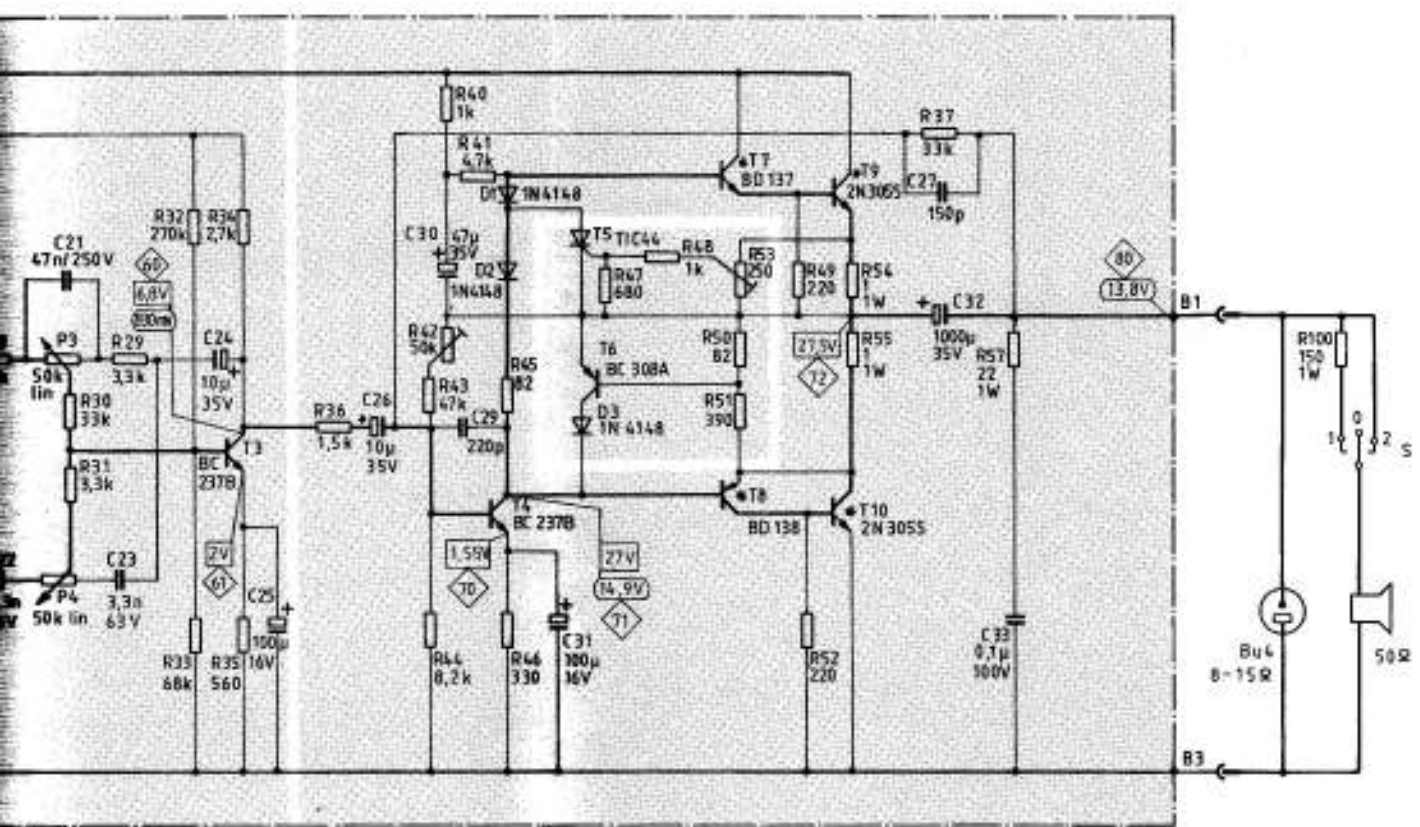 R40
1k
R41
4,7k
D1
1N4148
T7
BD 137
R37
33k
T9
2N3055
C27
150p
R32
270k
R34
2,7k
C21
47n/250V
60
6,8V
C30
47µ
35V
D2
1N4148
T5
TIC44
R47
680
R48
1k
R53
250
R49
220
R54
1
1W
80
13,8V
B1
P3
50k
lin
R29
3,3k
C24
10µ
35V
R42
50k
R43
47k
R45
82
T6
BC 308A
D3
1N 4148
R50
82
R51
390
27,5V
72
R55
1
1W
C32
1000µ
35V
R57
22
1W
R100
150
1W
1
0
2
S
R30
33k
R31
3,3k
BC
237B
T3
R36
1,5k
C26
10µ
35V
C29
220p
T4
BC 237B
T8
BD 138
T10
2N 3055
2V
61
1,55V
70
27V
14,9V
71
C23
3,3n
63V
P4
50k lin
C25
100µ
16V
R33
68k
R35
560
R44
8,2k
R46
330
C31
100µ
16V
R52
220
C33
0,1µ
100V
Bu4
8-15Ω
50Ω
B3